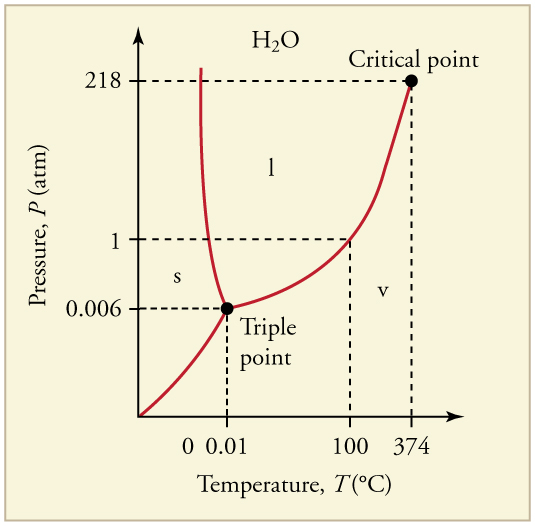 H₂O
Critical point
218
l
1
s
v
0.006
Triple
point
0 0.01 100 374
Temperature, T(°C)
Pressure, P (atm)